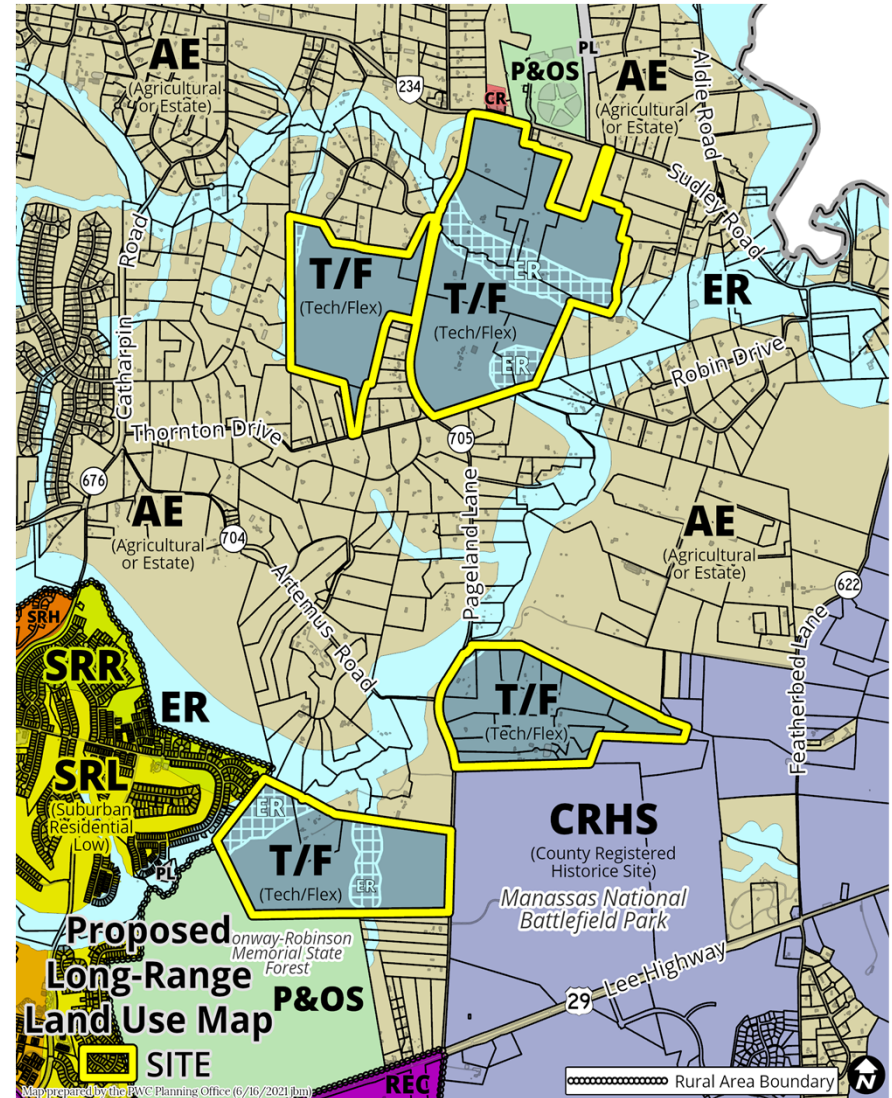 AE
(Agricultural
or Estate)
234
CR
P&OS
PL
AE
(Agricultural
or Estate)
Aldie Road
Sudley Road
Catharpin
Road
T/F
(Tech/Flex)
ER
T/F
(Tech/Flex)
ER
ER
Robin Drive
Thornton Drive
705
676
AE
(Agricultural
or Estate)
704
Pageland Lane
AE
(Agricultural
or Estate)
622
Artemus Road
Featherbed Lane
SRH
SRR
ER
T/F
(Tech/Flex)
SRL
(Suburban
Residential
Low)
ER
T/F
(Tech/Flex)
ER
PL
CRHS
(County Registered
Historice Site)
Manassas National
Battlefield Park
onway-Robinson
Memorial State
Forest
P&OS
29
Lee Highway
REC
Proposed
Long-Range
Land Use Map
SITE
Map prepared by the PWC Planning Office (6/16/2021 jbm)
Rural Area Boundary
N